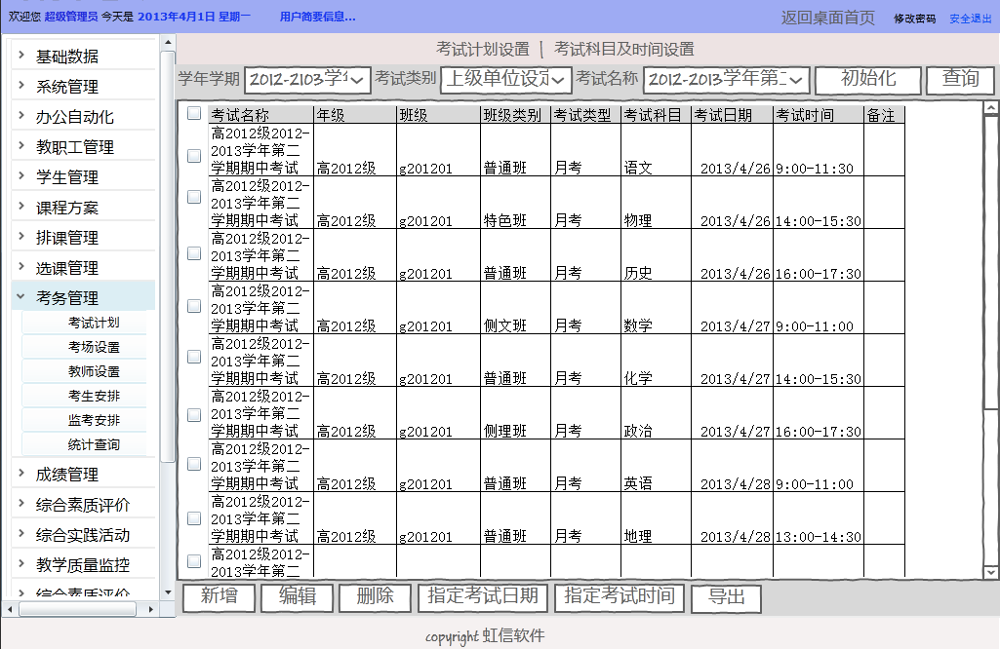 欢迎您 超级管理员 今天是 2013年4月1日 星期一 用户简要信息... 返回桌面首页 修改密码 安全退出
基础数据
系统管理
办公自动化
教职工管理
学生管理
课程方案
排课管理
选课管理
考务管理
考试计划
考场设置
教师设置
考生安排
监考安排
统计查询
成绩管理
综合素质评价
综合实践活动
教学质量监控
综合素质评价
考试计划设置 | 考试科目及时间设置
学年学期 2012-2103学年 考试类别 上级单位设定 考试名称 2012-2013学年第二 初始化 查询
考试名称 年级 班级 班级类别 考试类型 考试科目 考试日期 考试时间 备注
高2012级2012-
2013学年第二
学期期中考试 高2012级 g201201 普通班 月考 语文 2013/4/26 9:00-11:30
高2012级2012-
2013学年第二
学期期中考试 高2012级 g201201 特色班 月考 物理 2013/4/26 14:00-15:30
高2012级2012-
2013学年第二
学期期中考试 高2012级 g201201 普通班 月考 历史 2013/4/26 16:00-17:30
高2012级2012-
2013学年第二
学期期中考试 高2012级 g201201 侧文班 月考 数学 2013/4/27 9:00-11:00
高2012级2012-
2013学年第二
学期期中考试 高2012级 g201201 普通班 月考 化学 2013/4/27 14:00-15:30
高2012级2012-
2013学年第二
学期期中考试 高2012级 g201201 侧理班 月考 政治 2013/4/27 16:00-17:30
高2012级2012-
2013学年第二
学期期中考试 高2012级 g201201 普通班 月考 英语 2013/4/28 9:00-11:00
高2012级2012-
2013学年第二
学期期中考试 高2012级 g201201 普通班 月考 地理 2013/4/28 13:00-14:30
高2012级2012-
2013学年第二
新增 编辑 删除 指定考试日期 指定考试时间 导出
copyright 虹信软件